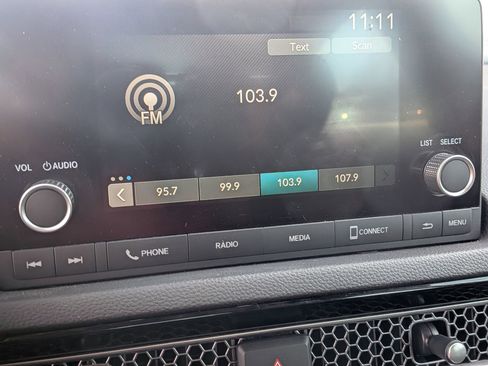 11:11
Text Scan
FM 103.9
VOL AUDIO
LIST SELECT
95.7 99.9 103.9 107.9
PHONE RADIO MEDIA CONNECT MENU